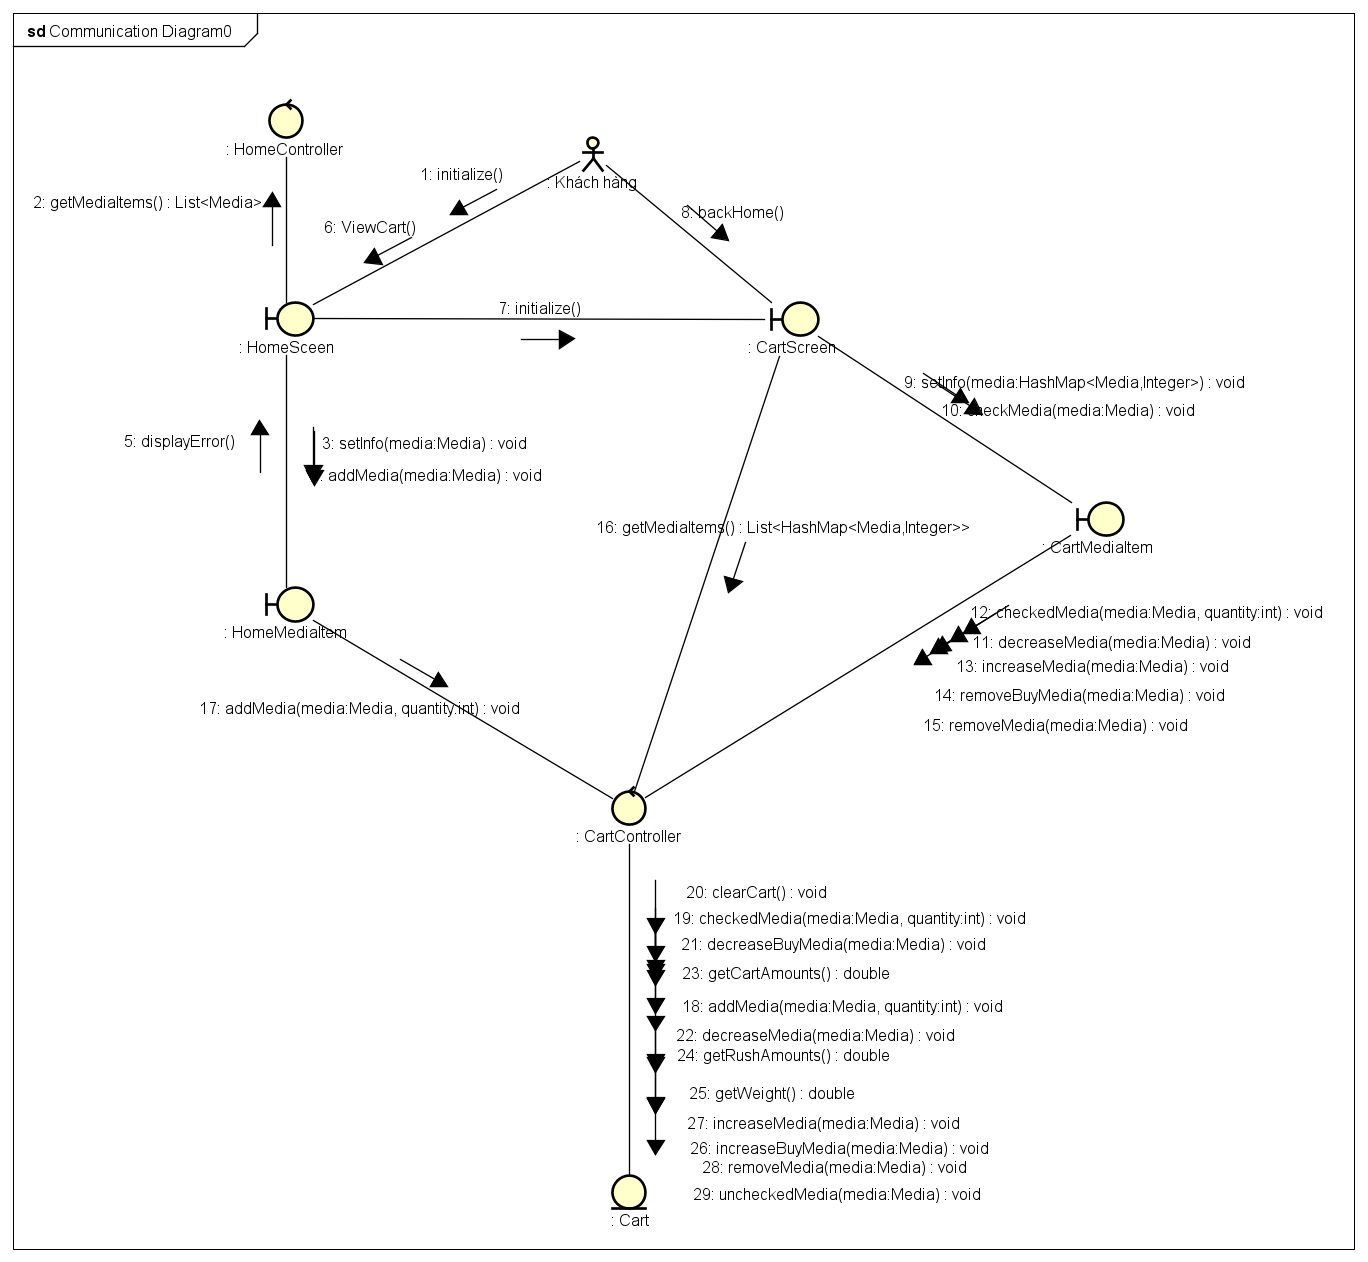 sd Communication Diagram0
: HomeController
1: initialize()
: Khách hàng
2: getMediaItems() : List<Media>
8: backHome()
6: ViewCart()
7: initialize()
: HomeSceen
: CartScreen
9: setInfo(media:HashMap<Media,Integer>) : void
10: checkMedia(media:Media) : void
5: displayError()
3: setInfo(media:Media) : void
: addMedia(media:Media) : void
16: getMediaItems() : List<HashMap<Media,Integer>>
: CartMediaItem
12: checkedMedia(media:Media, quantity:int) : void
: HomeMediaItem
11: decreaseMedia(media:Media) : void
13: increaseMedia(media:Media) : void
14: removeBuyMedia(media:Media) : void
17: addMedia(media:Media, quantity:int) : void
15: removeMedia(media:Media) : void
: CartController
20: clearCart() : void
19: checkedMedia(media:Media, quantity:int) : void
21: decreaseBuyMedia(media:Media) : void
23: getCartAmounts() : double
18: addMedia(media:Media, quantity:int) : void
22: decreaseMedia(media:Media) : void
24: getRushAmounts() : double
25: getWeight() : double
27: increaseMedia(media:Media) : void
26: increaseBuyMedia(media:Media) : void
28: removeMedia(media:Media) : void
29: uncheckedMedia(media:Media) : void
: Cart